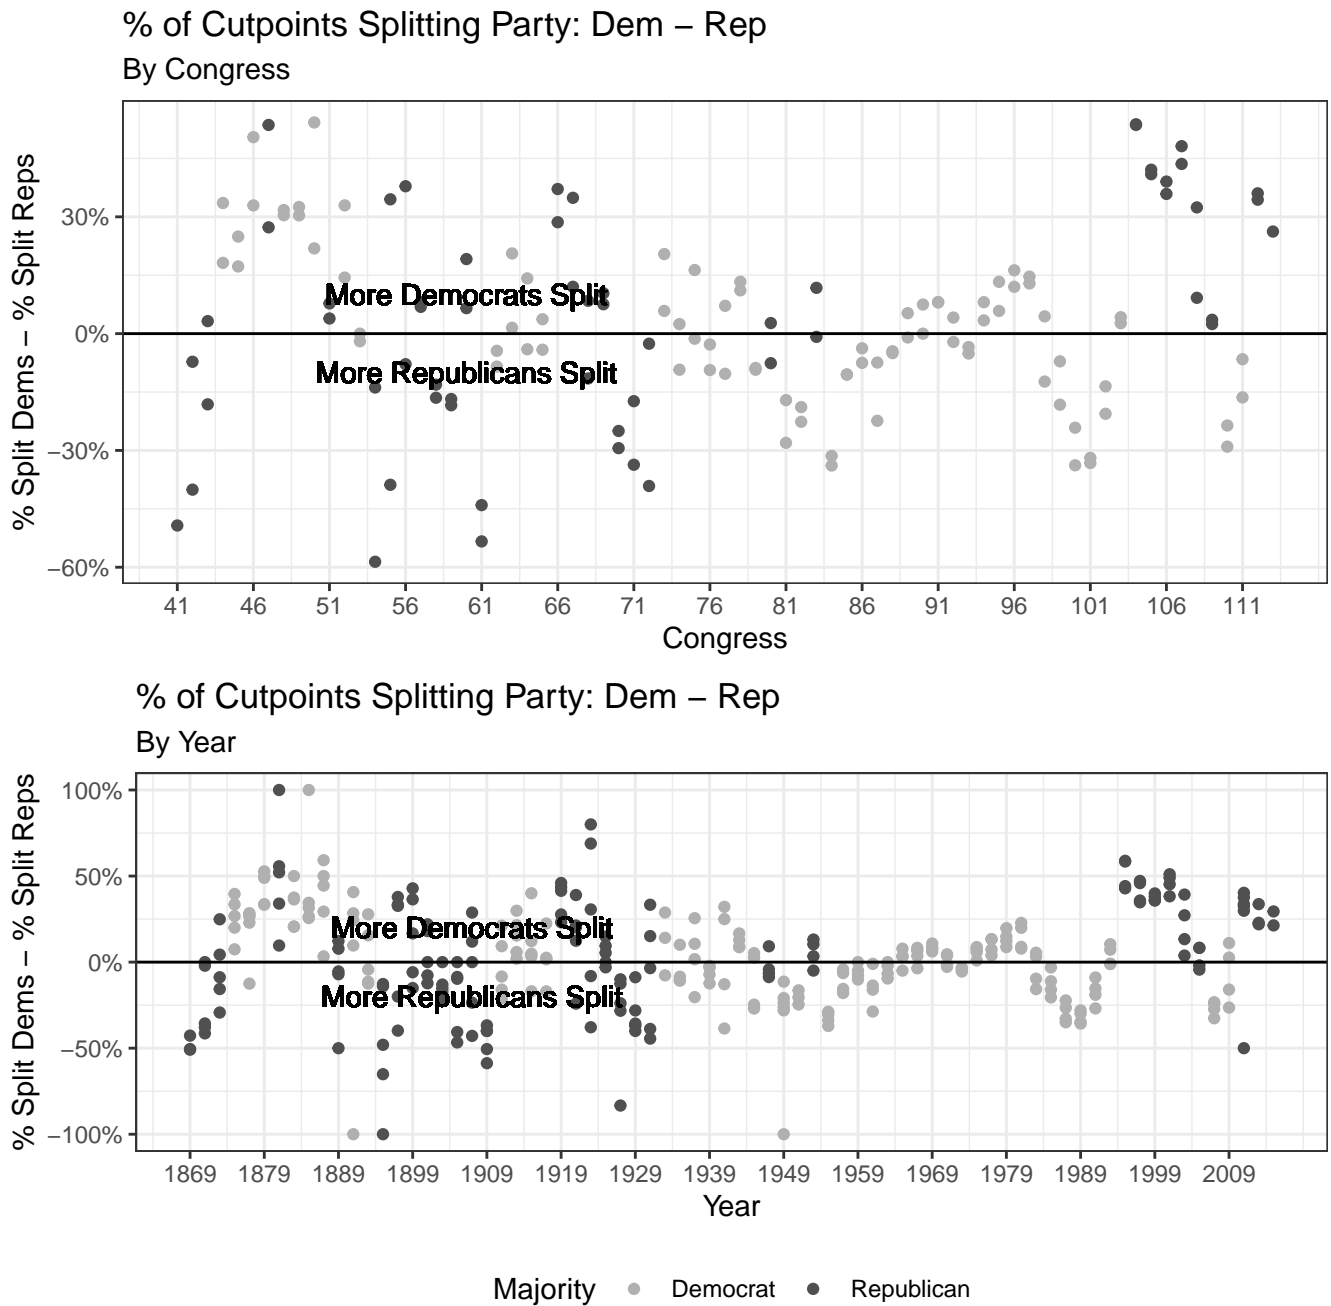 % of Cutpoints Splitting Party: Dem − Rep
By Congress
% Split Dems − % Split Reps
30%
0%
−30%
−60%
More Democrats Split
More Republicans Split
41 46 51 56 61 66 71 76 81 86 91 96 101 106 111
Congress
% of Cutpoints Splitting Party: Dem − Rep
By Year
% Split Dems − % Split Reps
100%
50%
0%
−50%
−100%
More Democrats Split
More Republicans Split
1869 1879 1889 1899 1909 1919 1929 1939 1949 1959 1969 1979 1989 1999 2009
Year
Majority Democrat Republican